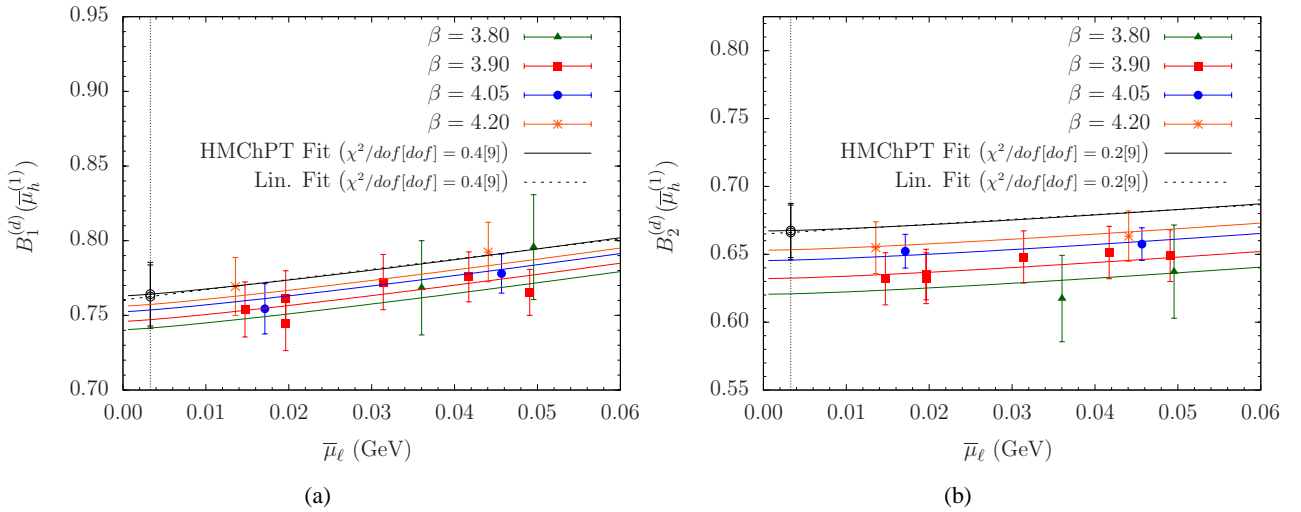 0.95
0.90
0.85
0.80
0.75
0.70
B_1^{(d)}(\overline{μ}_h^{(1)})
β = 3.80
β = 3.90
β = 4.05
β = 4.20
HMChPT Fit (χ²/dof[dof] = 0.4[9])
Lin. Fit (χ²/dof[dof] = 0.4[9])
0.00 0.01 0.02 0.03 0.04 0.05 0.06
\overline{μ}_ℓ (GeV)
(a)
0.80
0.75
0.70
0.65
0.60
0.55
B_2^{(d)}(\overline{μ}_h^{(1)})
β = 3.80
β = 3.90
β = 4.05
β = 4.20
HMChPT Fit (χ²/dof[dof] = 0.2[9])
Lin. Fit (χ²/dof[dof] = 0.2[9])
0.00 0.01 0.02 0.03 0.04 0.05 0.06
\overline{μ}_ℓ (GeV)
(b)